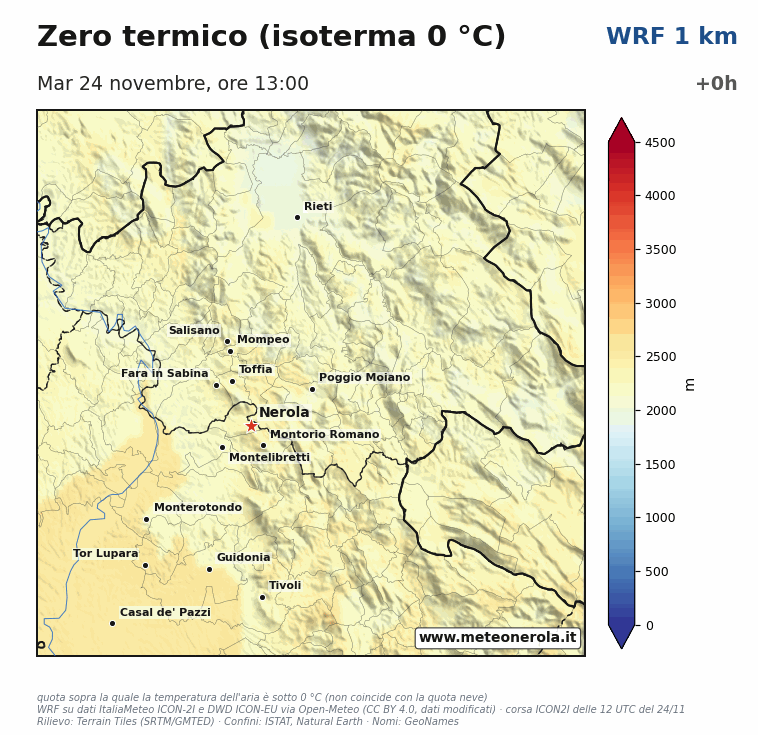 Zero termico (isoterma 0 °C)
WRF 1 km
Mar 24 novembre, ore 13:00
+0h
Rieti
Salisano
Mompeo
Fara in Sabina
Toffia
Poggio Moiano
Nerola
Montorio Romano
Montelibretti
Monterotondo
Tor Lupara
Guidonia
Tivoli
Casal de' Pazzi
www.meteonerola.it
4500
4000
3500
3000
2500
2000
1500
1000
500
0
m
quota sopra la quale la temperatura dell'aria è sotto 0 °C (non coincide con la quota neve)
WRF su dati ItaliaMeteo ICON-2I e DWD ICON-EU via Open-Meteo (CC BY 4.0, dati modificati) · corsa ICON2I delle 12 UTC del 24/11
Rilievo: Terrain Tiles (SRTM/GMTED) · Confini: ISTAT, Natural Earth · Nomi: GeoNames